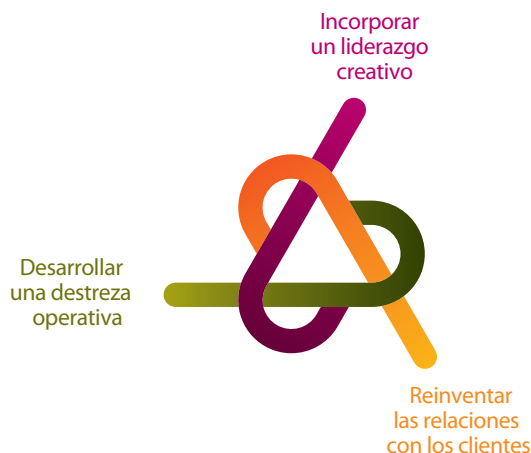 Incorporar
un liderazgo
creativo
Desarrollar
una destreza
operativa
Reinventar
las relaciones
con los clientes